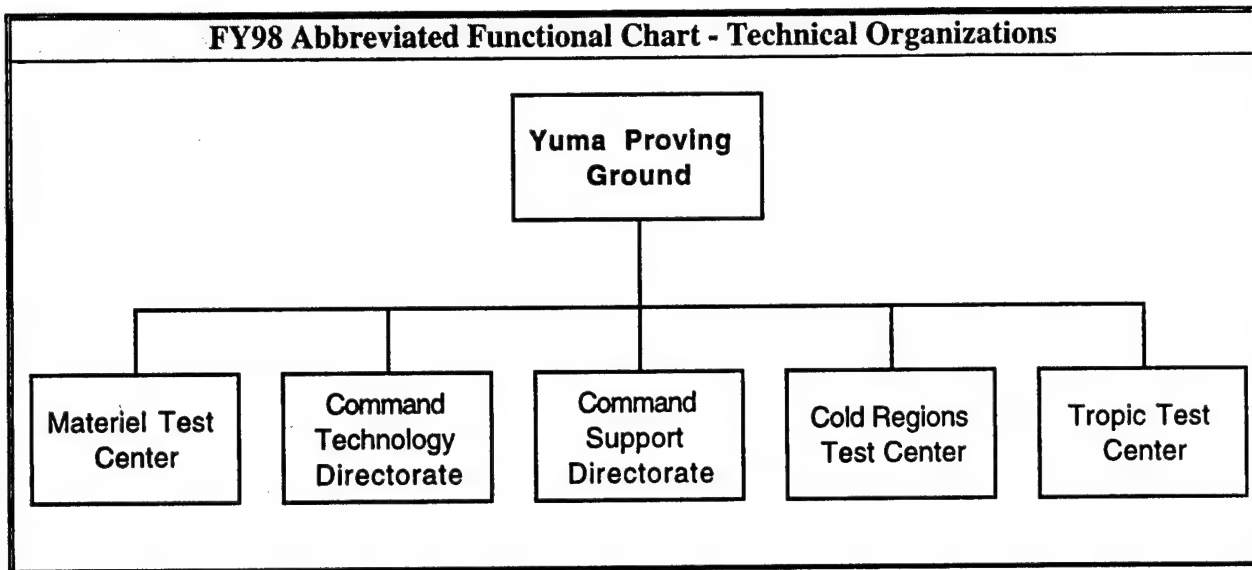 FY98 Abbreviated Functional Chart - Technical Organizations
Yuma Proving
Ground
Materiel Test
Center
Command
Technology
Directorate
Command
Support
Directorate
Cold Regions
Test Center
Tropic Test
Center